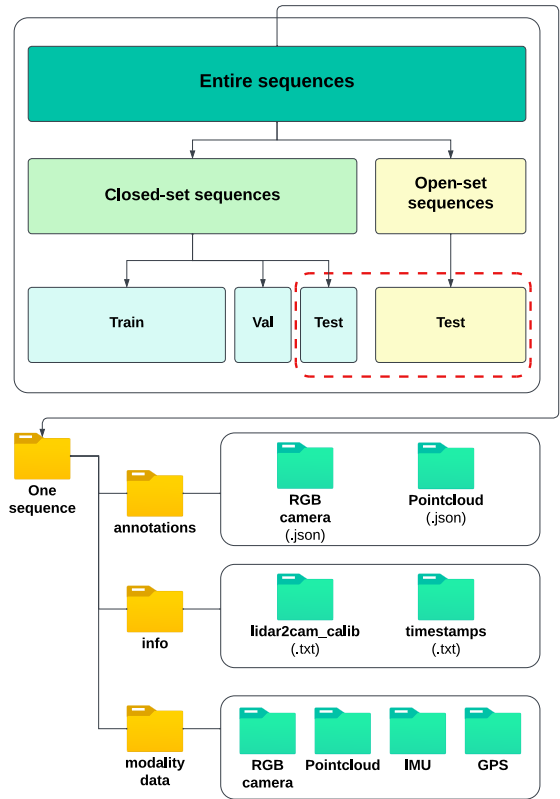 Entire sequences
Closed-set sequences
Open-set
sequences
Train
Val
Test
Test
One
sequence
annotations
RGB
camera
(.json)
Pointcloud
(.json)
info
lidar2cam_calib
(.txt)
timestamps
(.txt)
modality
data
RGB
camera
Pointcloud
IMU
GPS